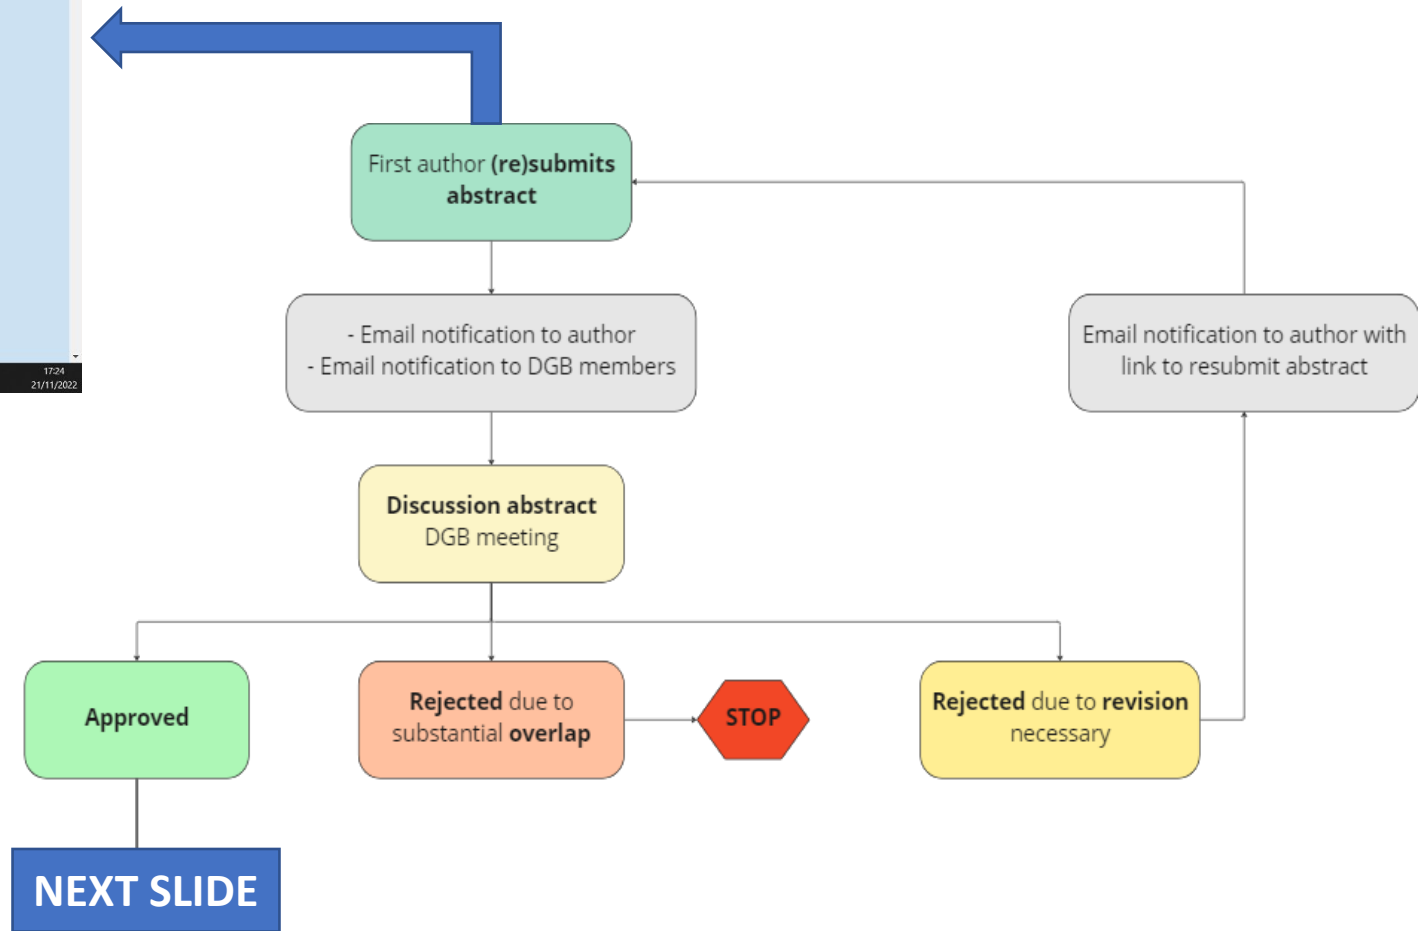 First author (re)submits
abstract
- Email notification to author
- Email notification to DGB members
Email notification to author with
link to resubmit abstract
17:24
21/11/2022
Discussion abstract
DGB meeting
Approved
Rejected due to
substantial overlap
STOP
Rejected due to revision
necessary
NEXT SLIDE